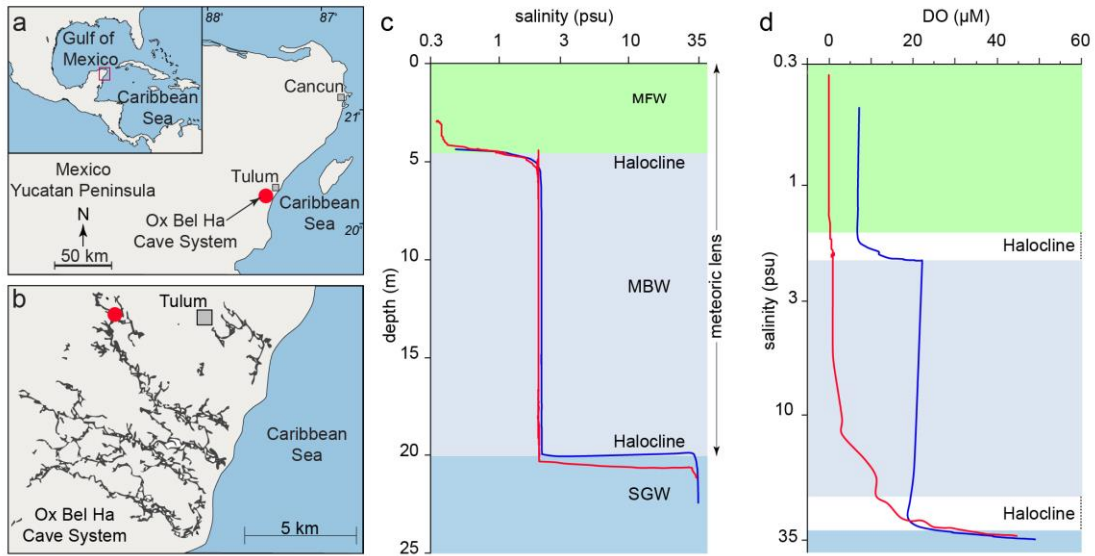 a
88
87
Gulf of
Mexico
Caribbean
Sea
Cancun
21
Mexico
Yucatan Peninsula
Tulum
N
Ox Bel Ha
Cave System
Caribbean
Sea
20
50 km
b
Tulum
Caribbean
Sea
Ox Bel Ha
Cave System
5 km
c
salinity (psu)
0.3 1 3 10 35
0
5
10
15
20
25
depth (m)
MFW
Halocline
MBW
Halocline
SGW
meteoric lens
d
DO (µM)
0 20 40 60
0.3
1
3
10
35
salinity (psu)
Halocline
Halocline